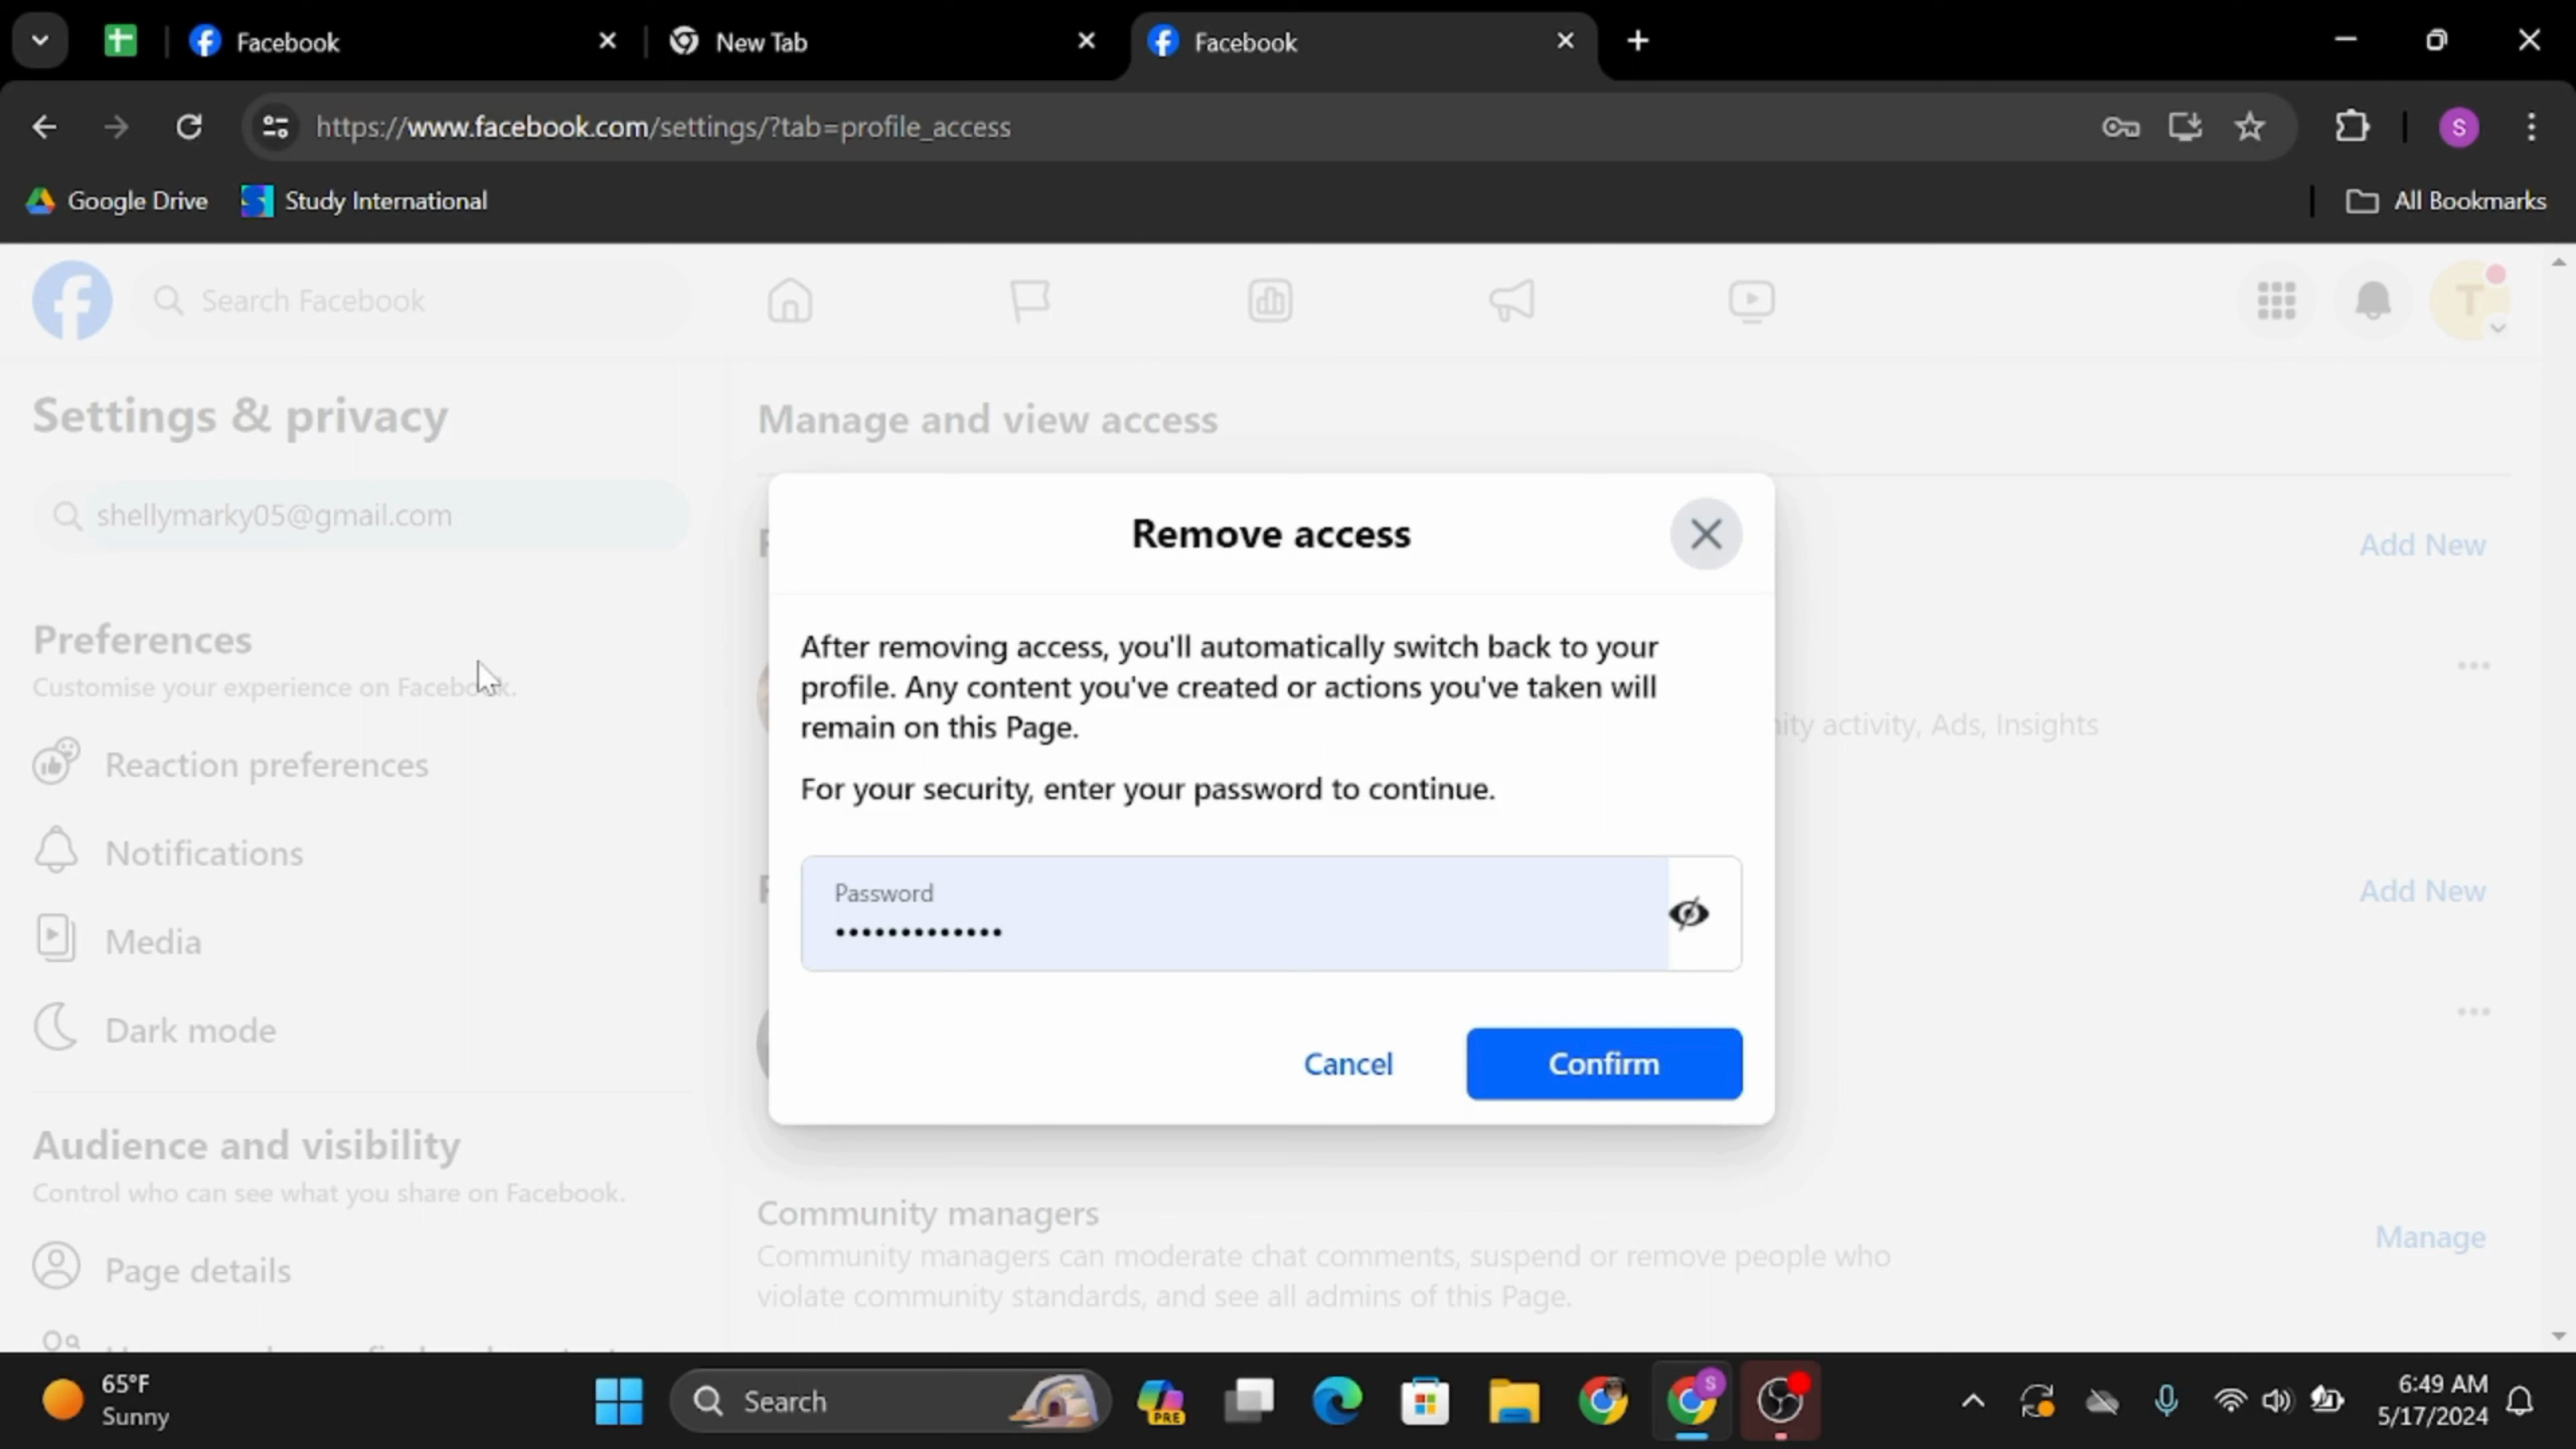 Facebook
New Tab
Facebook
https://www.facebook.com/settings/?tab=profile_access
S
Google Drive
Study International
All Bookmarks
Search Facebook
T
Settings & privacy
shellymarky05@gmail.com
Preferences
Customise your experience on Facebook.
Reaction preferences
Notifications
Media
Dark mode
Audience and visibility
Control who can see what you share on Facebook.
Page details
Manage and view access
Add New
activity, Ads, Insights
Add New
Remove access
After removing access, you'll automatically switch back to your
profile. Any content you've created or actions you've taken will
remain on this Page.
For your security, enter your password to continue.
Password
•••••••••••••
Cancel
Confirm
Community managers
Community managers can moderate chat comments, suspend or remove people who
violate community standards, and see all admins of this Page.
Manage
65°F
Sunny
Search
PRE
S
6:49 AM
5/17/2024